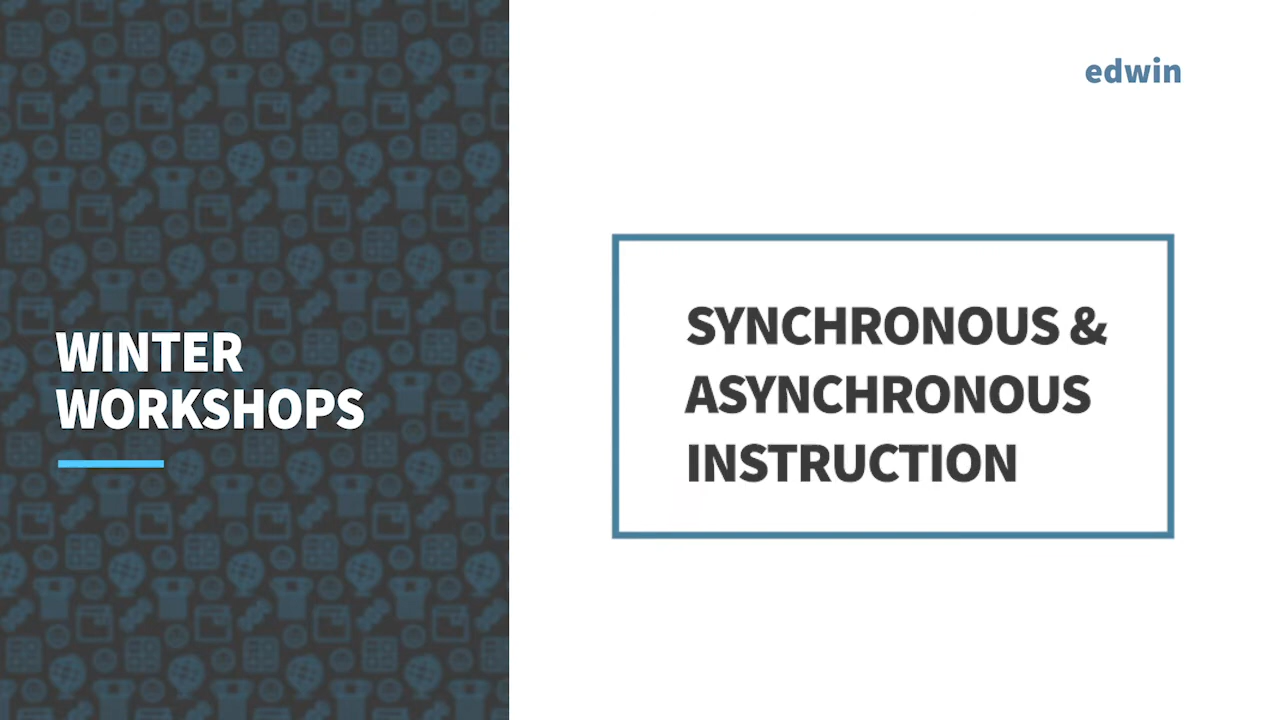 edwin
WINTER
WORKSHOPS
SYNCHRONOUS &
ASYNCHRONOUS
INSTRUCTION